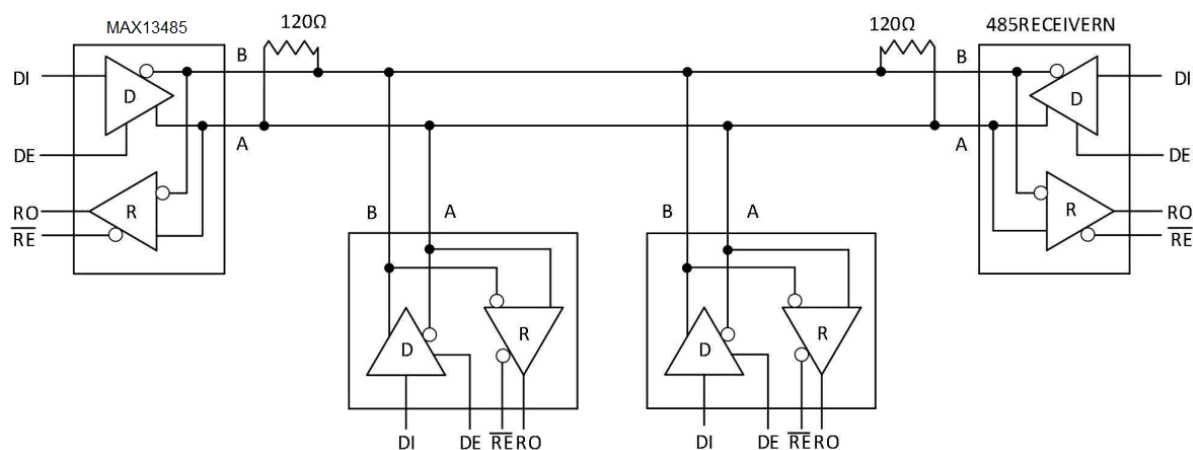 MAX13485
120Ω
120Ω
485RECEIVERN
B
B
DI
D
D
DI
A
A
DE
DE
R
R
RO
RO
RE
RE
B
A
B
A
D
R
D
R
DI
DE
RE
RO
DI
DE
RE
RO